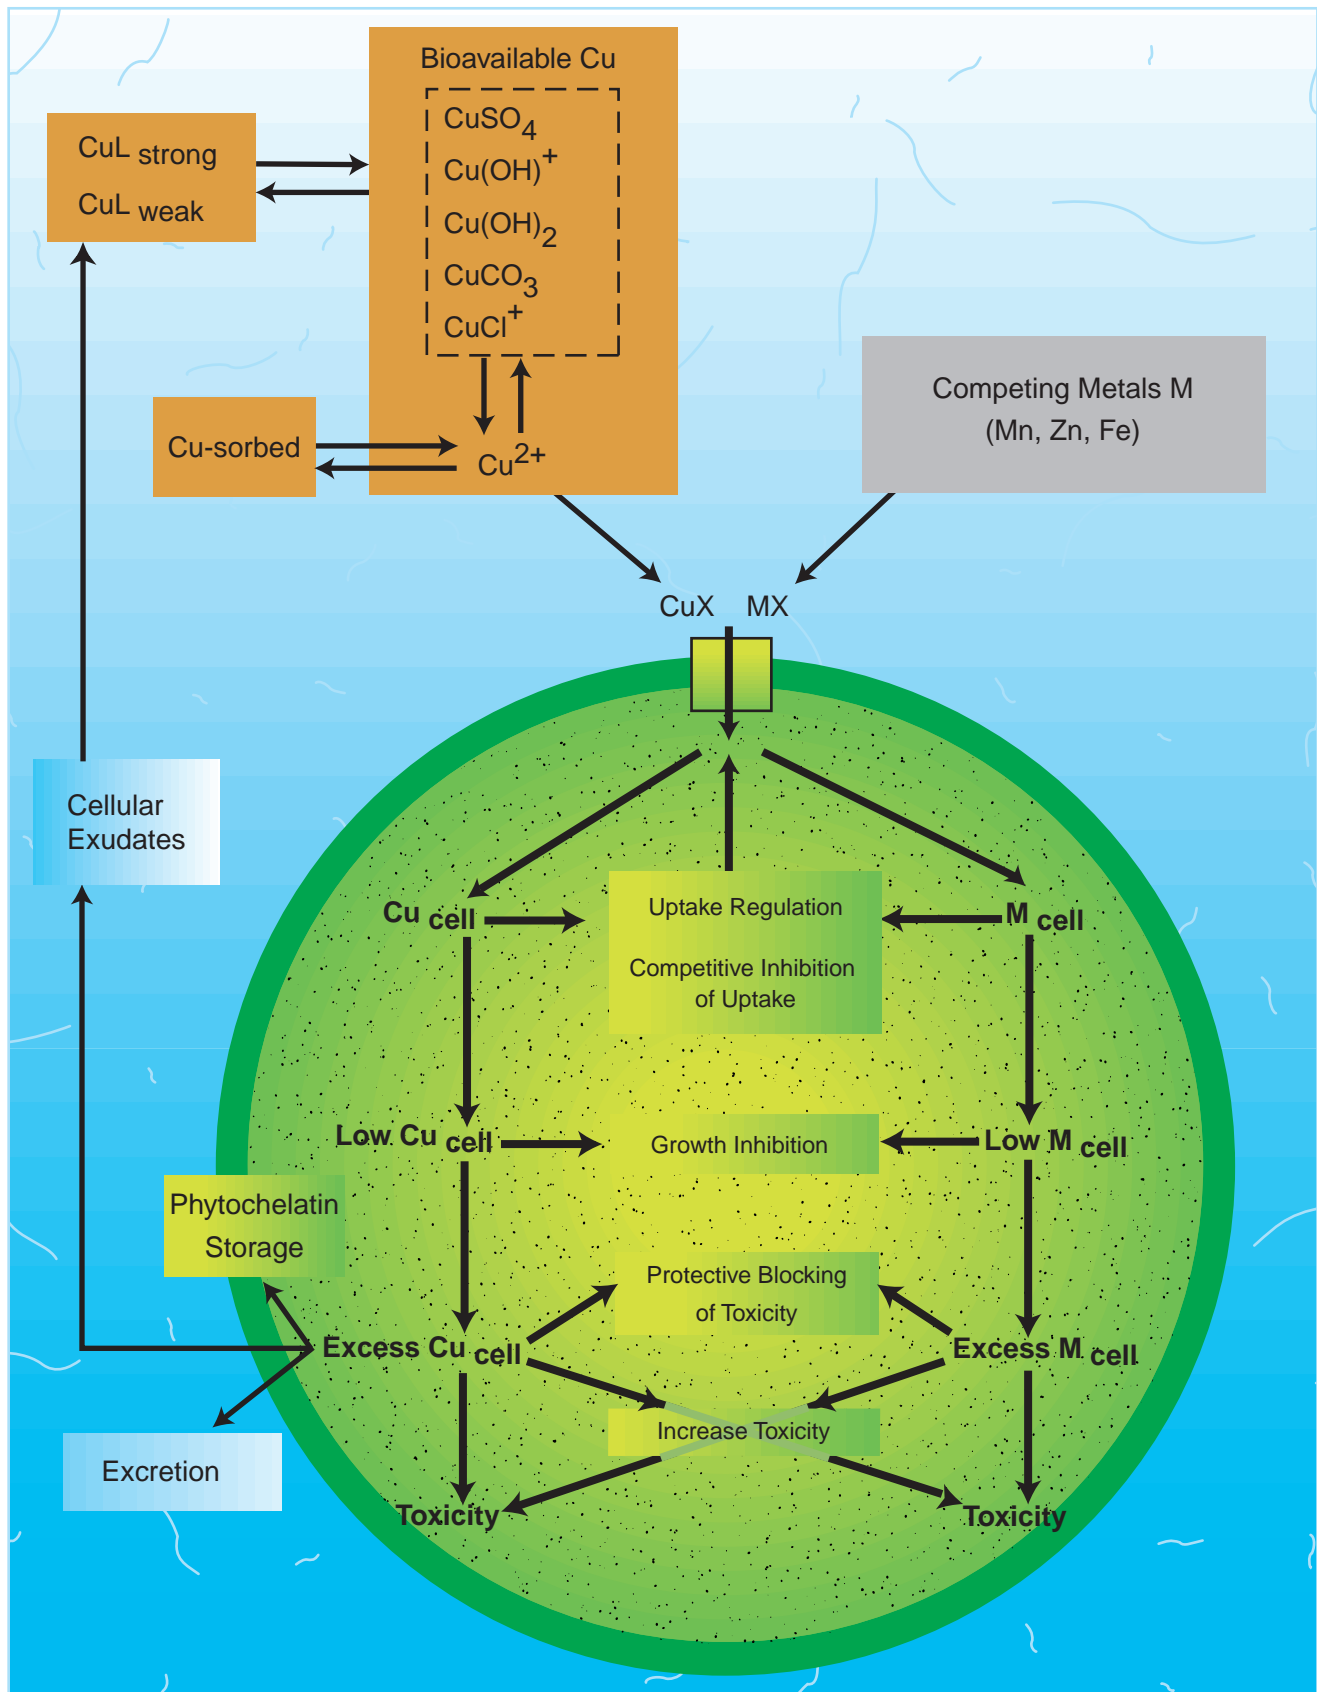 Bioavailable Cu
CuSO4
Cu(OH)+
Cu(OH)2
CuCO3
CuCl+
Cu2+
CuL strong
CuL weak
Cu-sorbed
Competing Metals M
(Mn, Zn, Fe)
CuX MX
Cellular
Exudates
Cu cell
Uptake Regulation
Competitive Inhibition
of Uptake
M cell
Low Cu cell
Growth Inhibition
Low M cell
Phytochelatin
Storage
Protective Blocking
of Toxicity
Excess Cu cell
Excess M cell
Increase Toxicity
Excretion
Toxicity
Toxicity